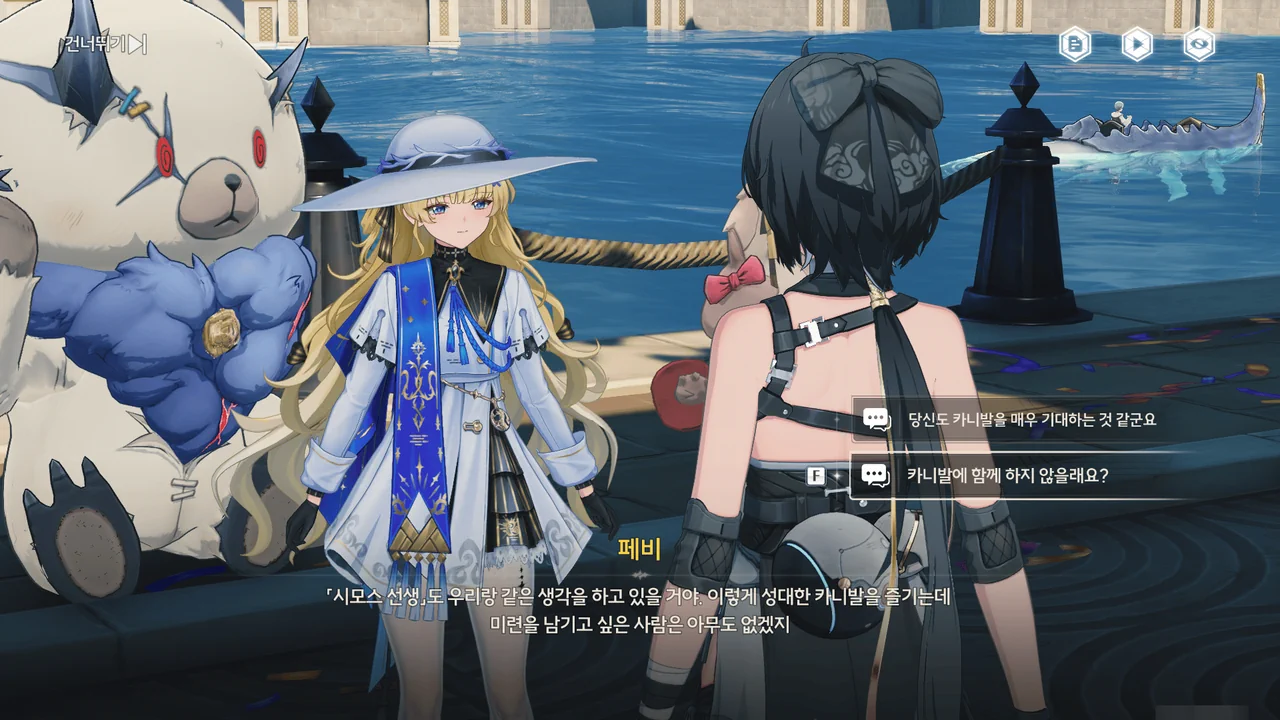 건너뛰기
당신도 카니발을 매우 기대하는 것 같군요
F
카니발에 함께 하지 않을래요?
페비
「시모스 선생」도 우리랑 같은 생각을 하고 있을 거야. 이렇게 성대한 카니발을 즐기는데
미련을 남기고 싶은 사람은 아무도 없겠지